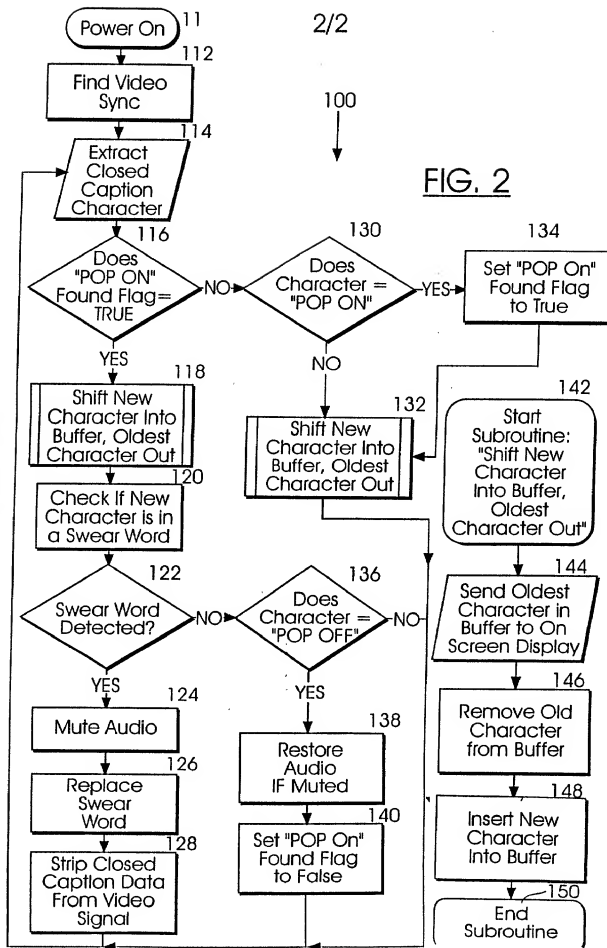 Power On
11
2/2
112
Find Video
Sync
100
114
Extract
Closed
Caption
Character
FIG. 2
116
Does
"POP ON"
Found Flag=
TRUE
NO
130
Does
Character =
"POP ON"
YES
134
Set "POP On"
Found Flag
to True
YES
NO
118
Shift New
Character Into
Buffer, Oldest
Character Out
132
Shift New
Character Into
Buffer, Oldest
Character Out
142
Start
Subroutine:
"Shift New
Character
Into Buffer,
Oldest
Character Out"
120
Check If New
Character is in
a Swear Word
122
Swear Word
Detected?
NO
136
Does
Character =
"POP OFF"
NO
144
Send Oldest
Character in
Buffer to On
Screen Display
YES
YES
124
Mute Audio
138
Restore
Audio
IF Muted
146
Remove Old
Character
from Buffer
126
Replace
Swear
Word
140
Set "POP On"
Found Flag
to False
148
Insert New
Character
Into Buffer
128
Strip Closed
Caption Data
From Video
Signal
150
End
Subroutine